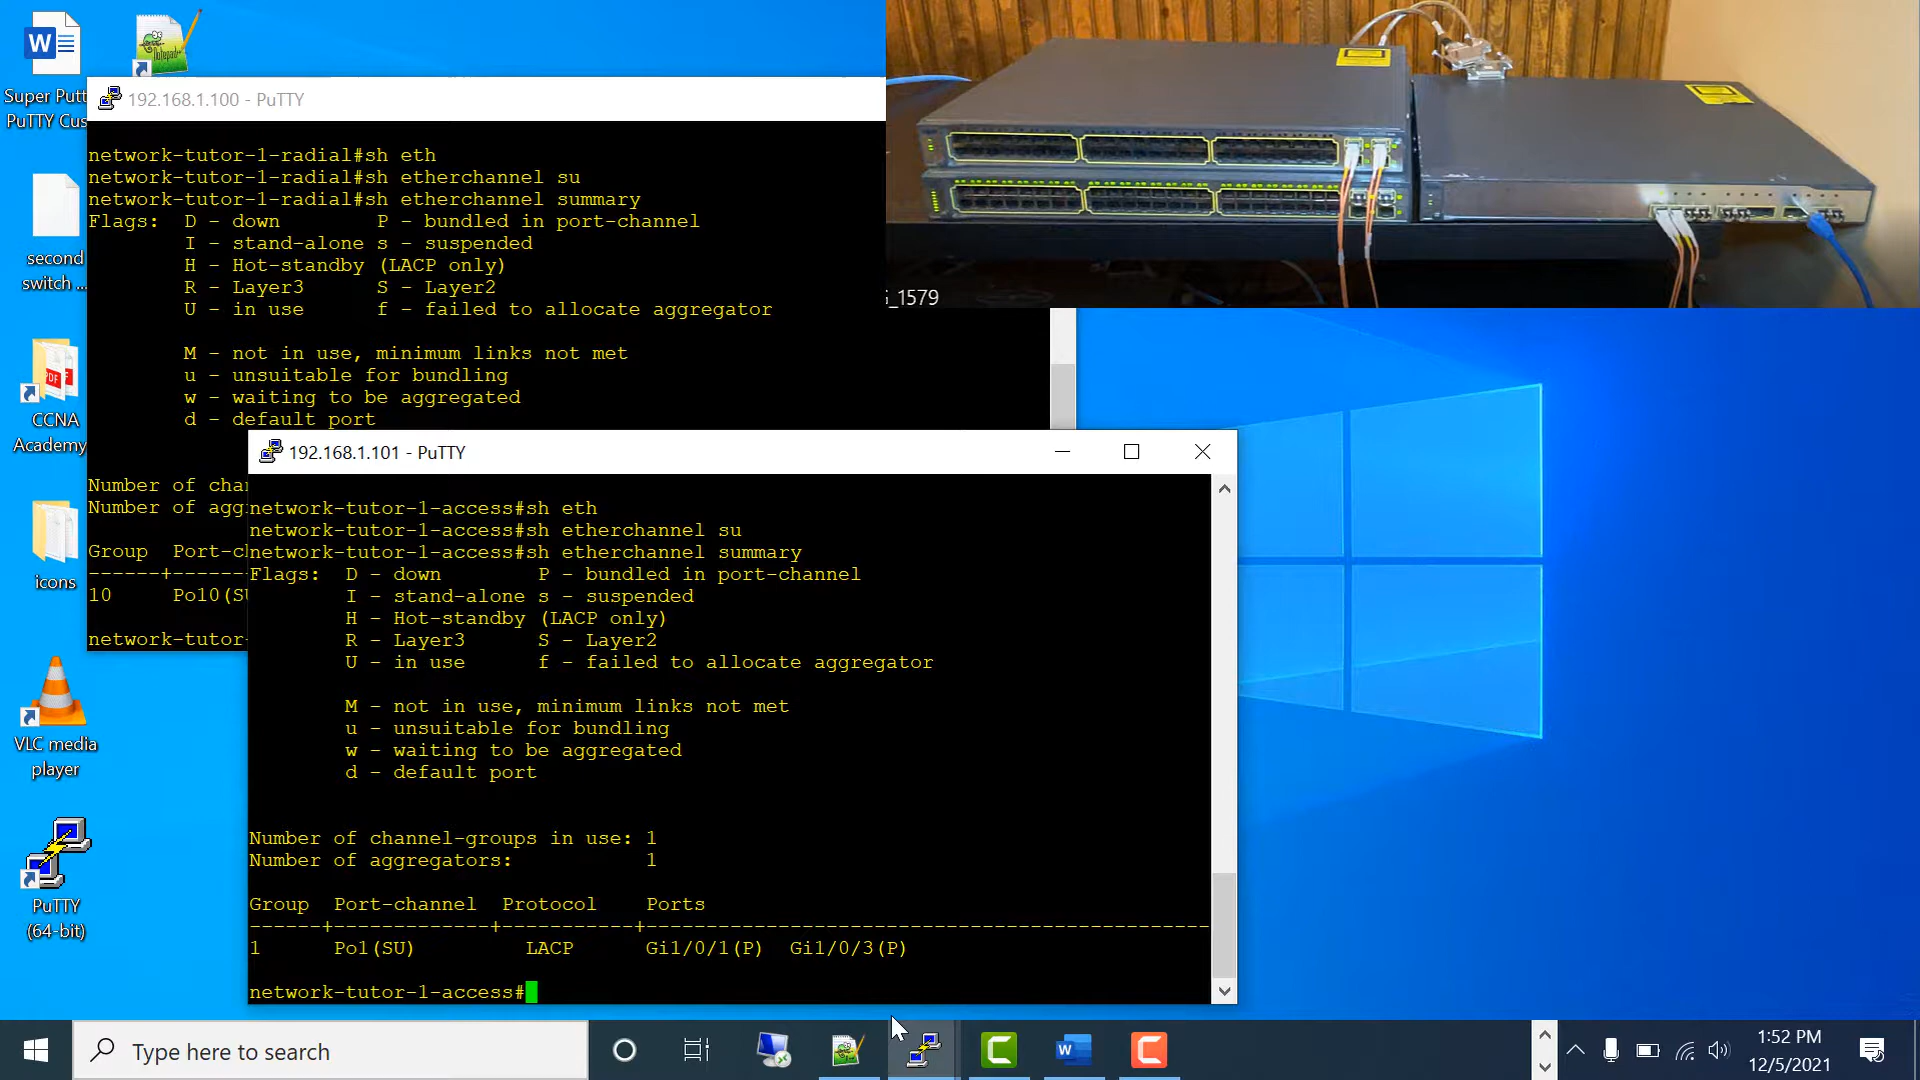 Super Putt
PuTTY Cus
second
switch ...
CCNA
Academy
icons
VLC media
player
PuTTY
(64-bit)
192.168.1.100 - PuTTY
network-tutor-1-radial#sh eth
network-tutor-1-radial#sh etherchannel su
network-tutor-1-radial#sh etherchannel summary
Flags:  D - down        P - bundled in port-channel
        I - stand-alone s - suspended
        H - Hot-standby (LACP only)
        R - Layer3      S - Layer2
        U - in use      f - failed to allocate aggregator
        M - not in use, minimum links not met
        u - unsuitable for bundling
        w - waiting to be aggregated
        d - default port
Number of chan
Number of agg
Group  Port-ch
------+------
10     Po10(SU
network-tutor-
_1579
192.168.1.101 - PuTTY
network-tutor-1-access#sh eth
network-tutor-1-access#sh etherchannel su
network-tutor-1-access#sh etherchannel summary
Flags:  D - down        P - bundled in port-channel
        I - stand-alone s - suspended
        H - Hot-standby (LACP only)
        R - Layer3      S - Layer2
        U - in use      f - failed to allocate aggregator
        M - not in use, minimum links not met
        u - unsuitable for bundling
        w - waiting to be aggregated
        d - default port
Number of channel-groups in use: 1
Number of aggregators:           1
Group  Port-channel  Protocol    Ports
------+-------------+-----------+-----------------------------------------------
1      Po1(SU)         LACP      Gi1/0/1(P)  Gi1/0/3(P)
network-tutor-1-access#
Type here to search
1:52 PM
12/5/2021